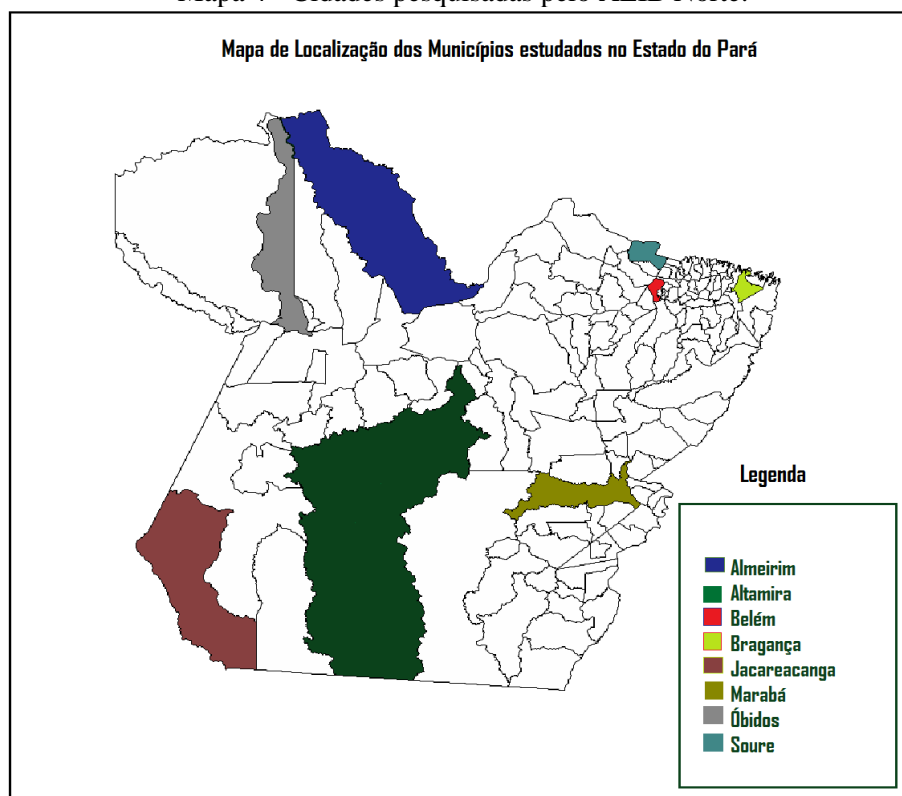 Mapa de Localização dos Municípios estudados no Estado do Pará
Legenda
Almeirim
Altamira
Belém
Bragança
Jacareacanga
Marabá
Óbidos
Soure